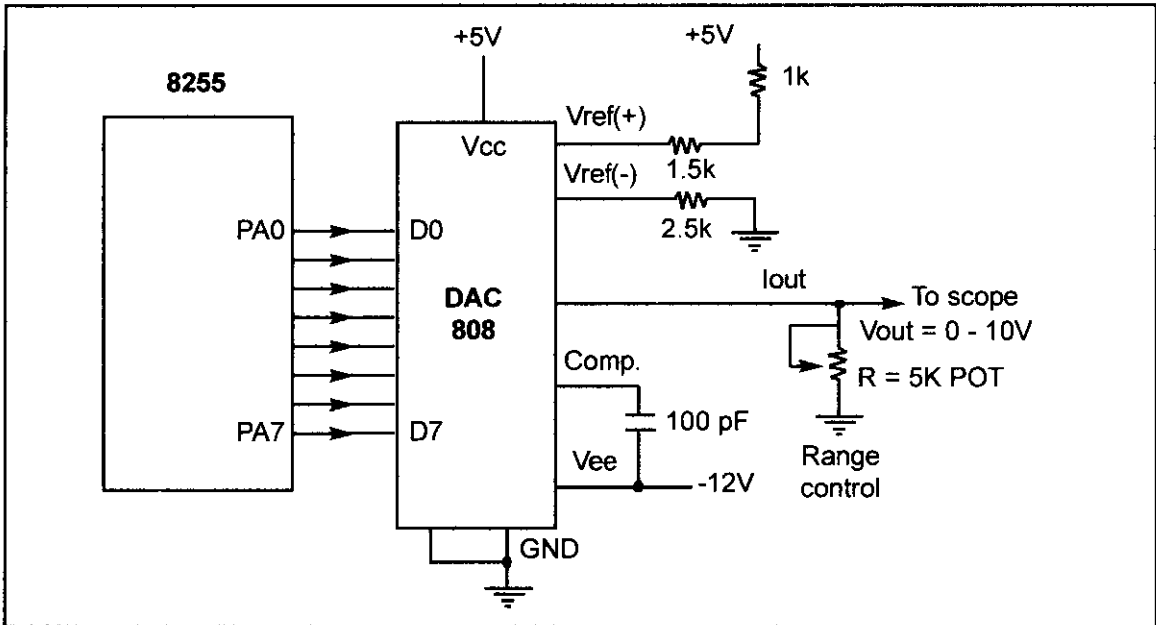 +5V
+5V
8255
1k
Vref(+)
Vcc
1.5k
Vref(-)
2.5k
PA0
D0
Iout
DAC
808
To scope
Vout = 0 - 10V
Comp.
R = 5K POT
100 pF
PA7
D7
Vee
-12V
Range
control
GND